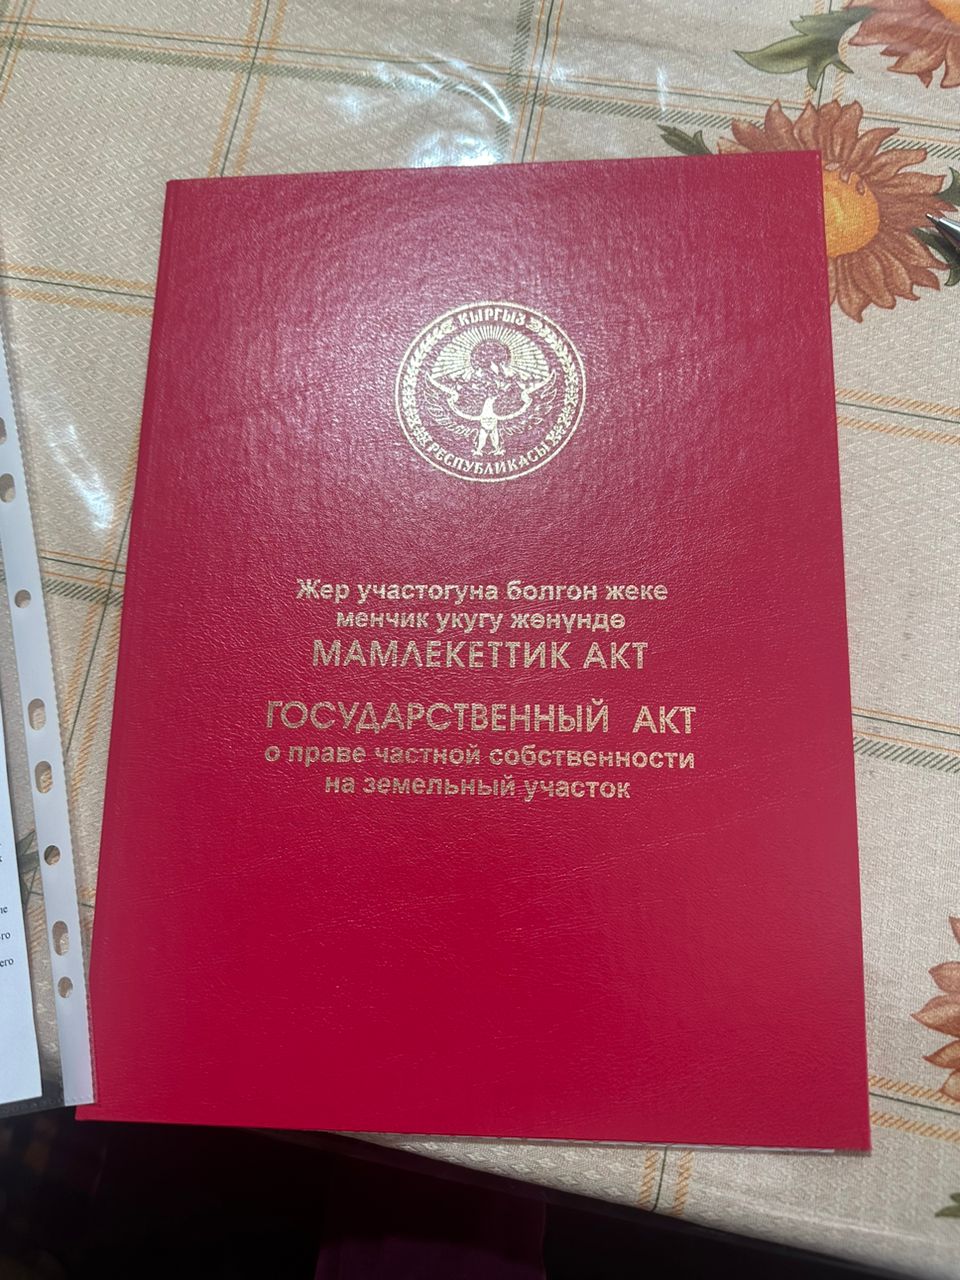 КЫРГЫЗ
РЕСПУБЛИКАСЫ
Жер участогуна болгон жеке
менчик укугу жөнүндө
МАМЛЕКЕТТИК АКТ
ГОСУДАРСТВЕННЫЙ АКТ
о праве частной собственности
на земельный участок